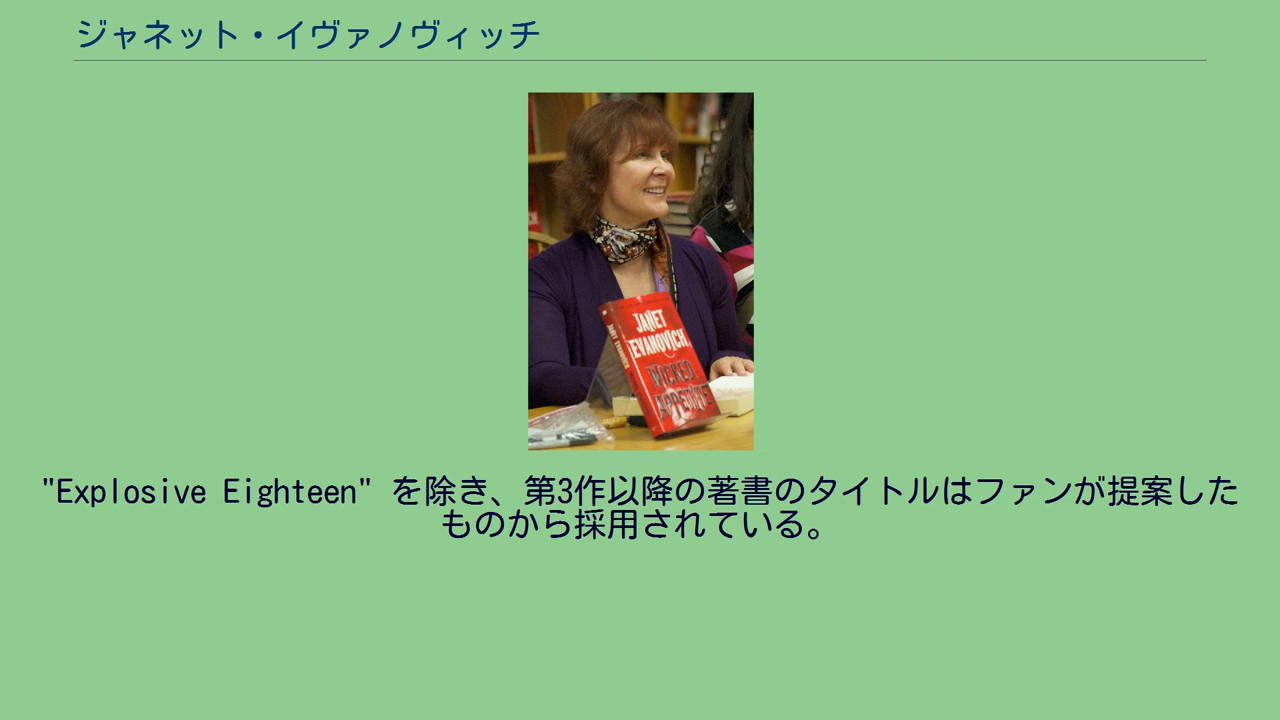 ジャネット・イヴァノヴィッチ
JANET
EVANOVICH
WICKED
APPETITE
JANET EVANOVICH
"Explosive Eighteen" を除き、第3作以降の著書のタイトルはファンが提案した
ものから採用されている。